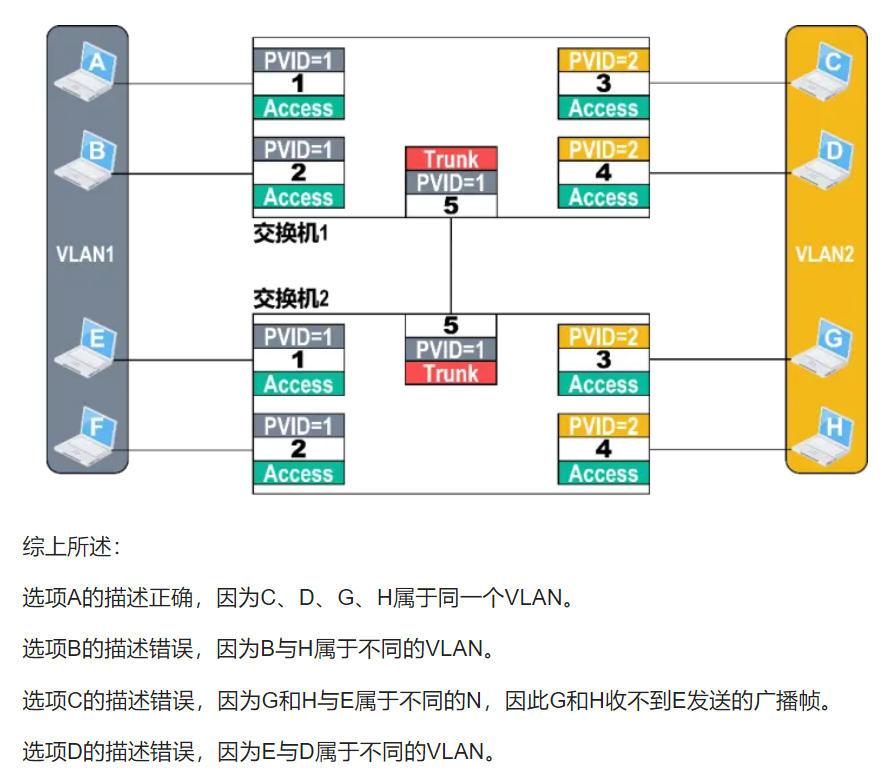 A
PVID=1
1
Access
PVID=2
3
Access
C
B
PVID=1
2
Access
Trunk
PVID=1
5
PVID=2
4
Access
D
交换机1
VLAN1
VLAN2
交换机2
E
PVID=1
1
Access
5
PVID=1
Trunk
PVID=2
3
Access
G
F
PVID=1
2
Access
PVID=2
4
Access
H
综上所述：
选项A的描述正确，因为C、D、G、H属于同一个VLAN。
选项B的描述错误，因为B与H属于不同的VLAN。
选项C的描述错误，因为G和H与E属于不同的N，因此G和H收不到E发送的广播帧。
选项D的描述错误，因为E与D属于不同的VLAN。